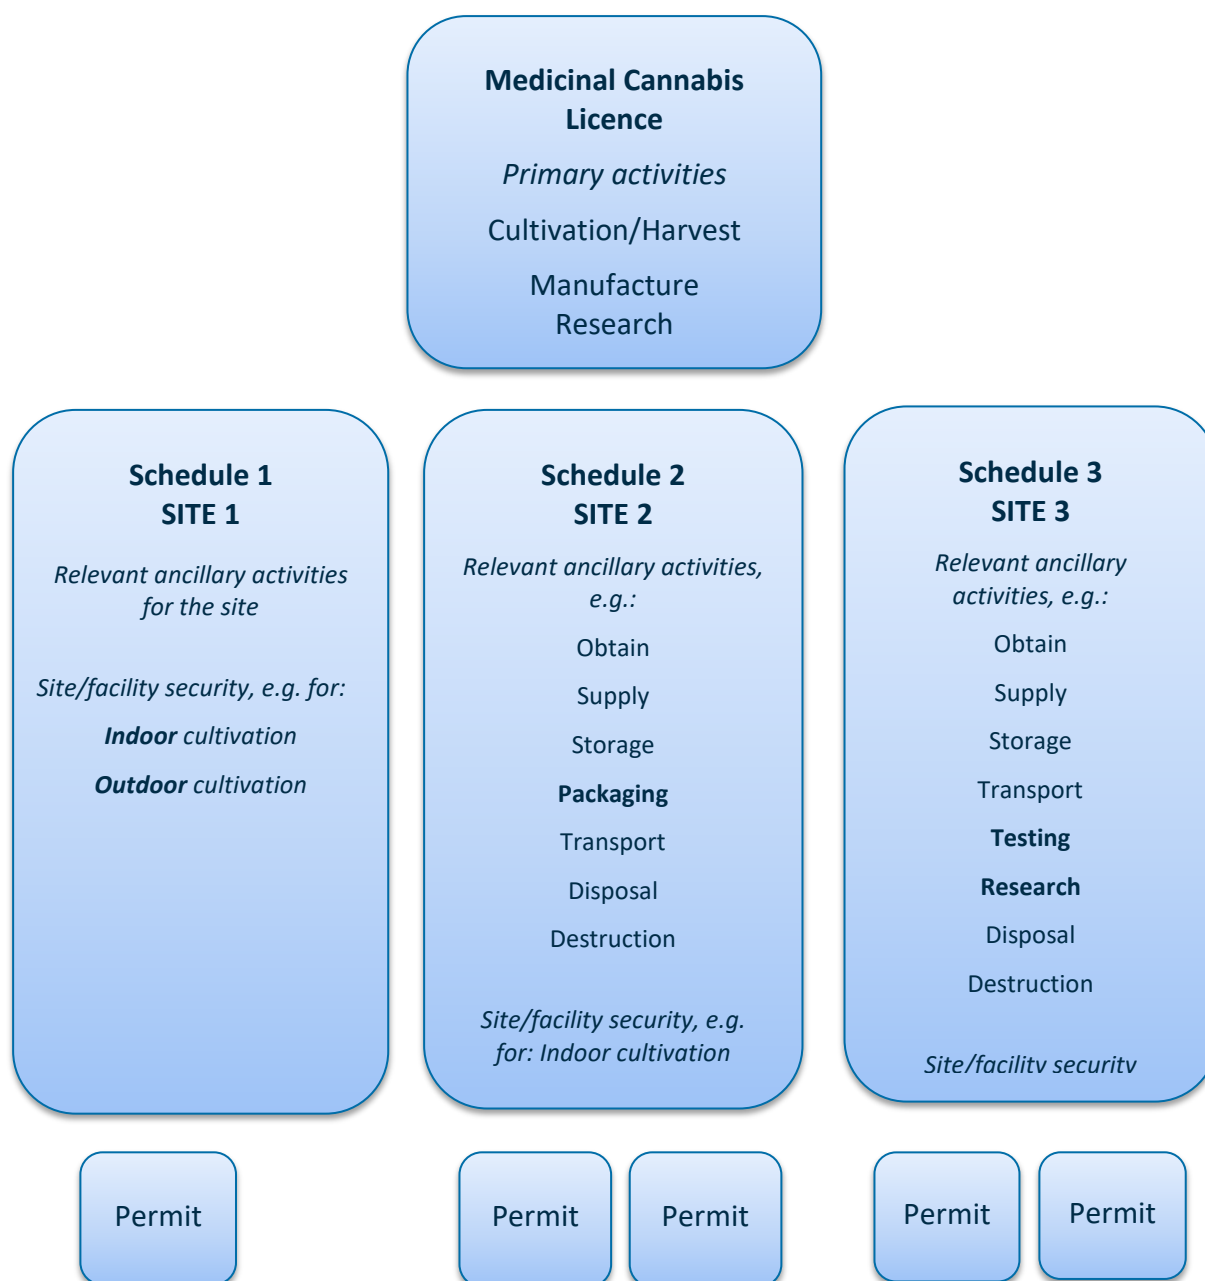 Medicinal Cannabis
Licence
Primary activities
Cultivation/Harvest
Manufacture
Research
Schedule 1
SITE 1
Relevant ancillary activities
for the site
Site/facility security, e.g. for:
Indoor cultivation
Outdoor cultivation
Schedule 2
SITE 2
Relevant ancillary activities,
e.g.:
Obtain
Supply
Storage
Packaging
Transport
Disposal
Destruction
Site/facility security, e.g.
for: Indoor cultivation
Schedule 3
SITE 3
Relevant ancillary
activities, e.g.:
Obtain
Supply
Storage
Transport
Testing
Research
Disposal
Destruction
Site/facility security
Permit
Permit
Permit
Permit
Permit